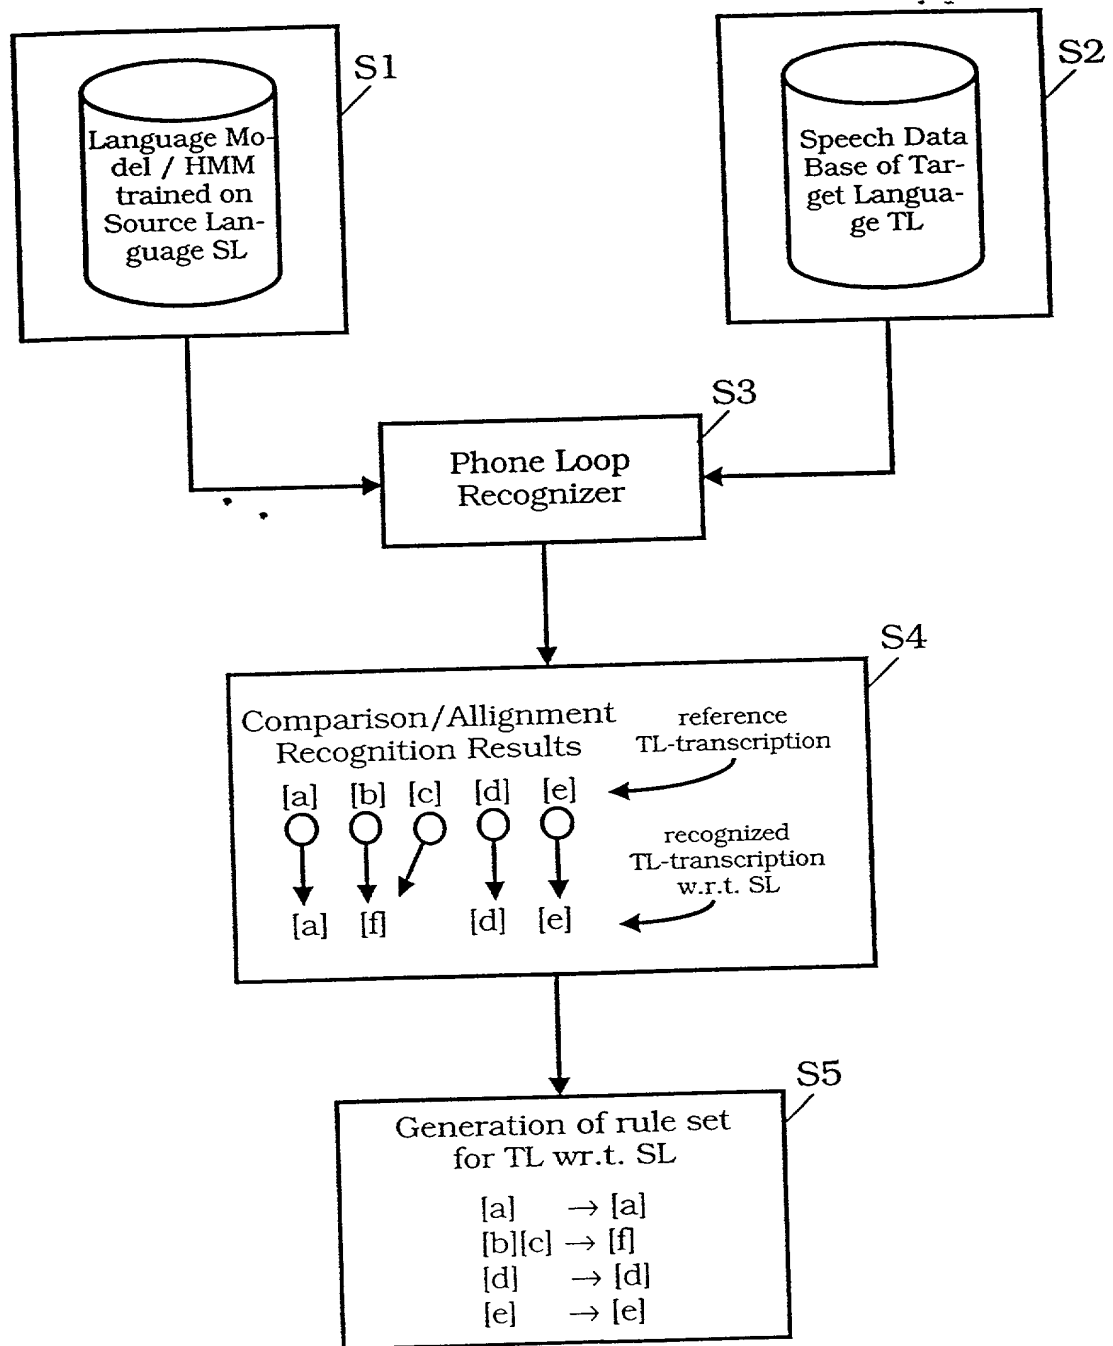 S1
Language Mo-
del / HMM
trained on
Source Lan-
guage SL
S2
Speech Data
Base of Tar-
get Langua-
ge TL
S3
Phone Loop
Recognizer
S4
Comparison/Allignment
Recognition Results
reference
TL-transcription
[a] [b] [c] [d] [e]
recognized
TL-transcription
w.r.t. SL
[a] [f] [d] [e]
S5
Generation of rule set
for TL wr.t. SL
[a] → [a]
[b][c] → [f]
[d] → [d]
[e] → [e]